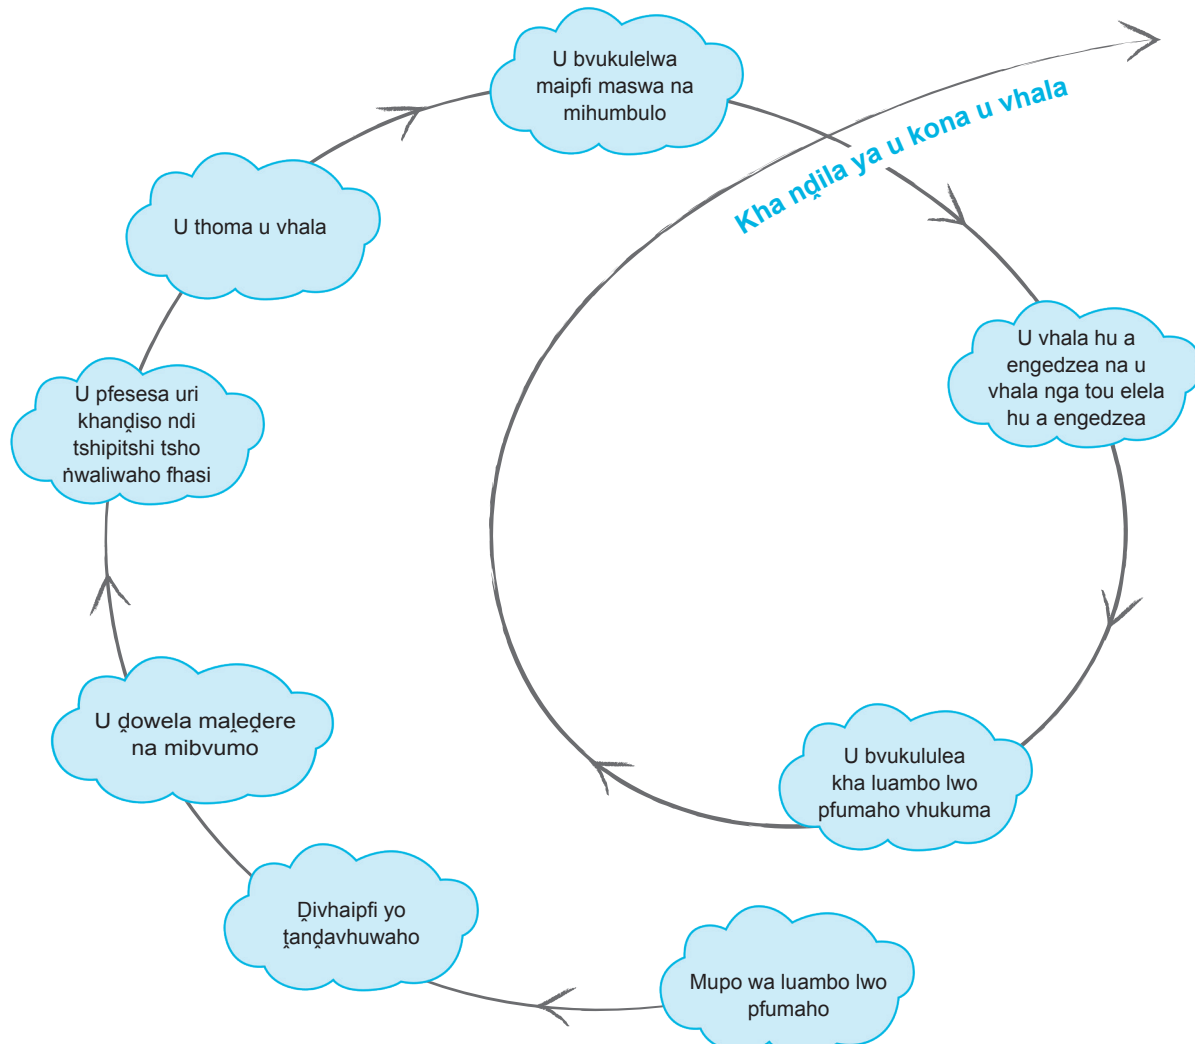 U bvukulelwa
maipfi maswa na
mihumbulo
Kha nḓila ya u kona u vhala
U thoma u vhala
U vhala hu a
engedzea na u
vhala nga tou elela
hu a engedzea
U pfesesa uri
khanḓiso ndi
tshipitshi tsho
ṅwaliwaho fhasi
U ḓowela maḽeḓere
na mibvumo
U bvukululea
kha luambo lwo
pfumaho vhukuma
Ḓivhaipfi yo
ṱanḓavhuwaho
Mupo wa luambo lwo
pfumaho